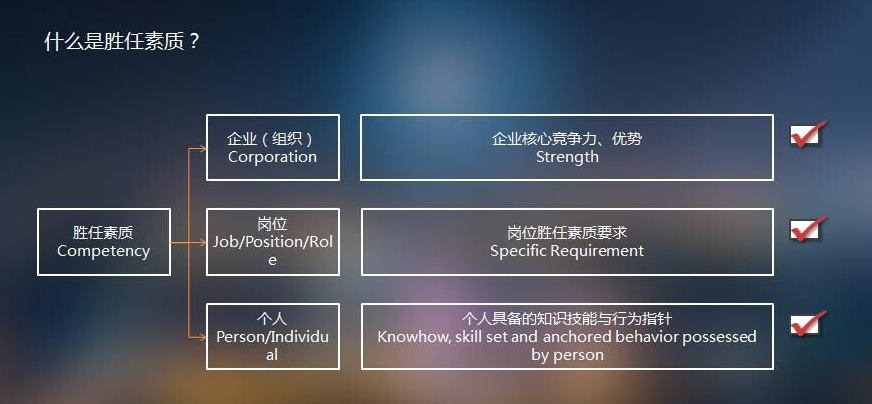 什么是胜任素质？
企业（组织）
Corporation
企业核心竞争力、优势
Strength
胜任素质
Competency
岗位
Job/Position/Rol
e
岗位胜任素质要求
Specific Requirement
个人
Person/Individu
al
个人具备的知识技能与行为指针
Knowhow, skill set and anchored behavior possessed
by person